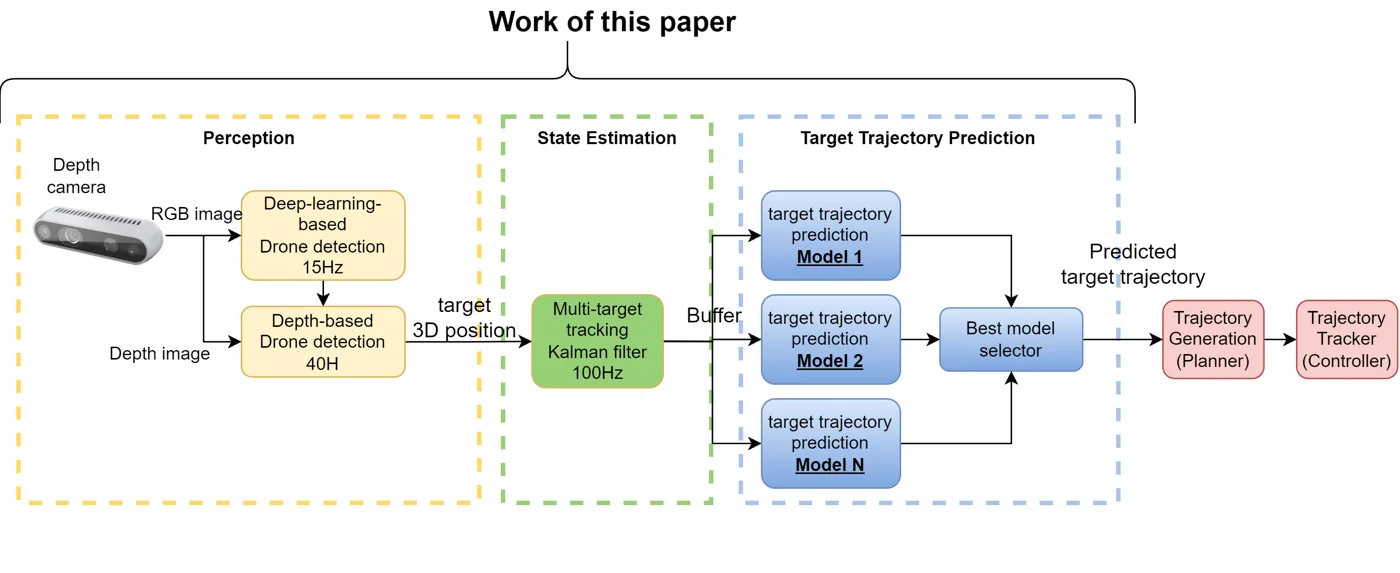 Work of this paper
Perception
State Estimation
Target Trajectory Prediction
Depth
camera
RGB image
Deep-learning-
based
Drone detection
15Hz
Depth image
Depth-based
Drone detection
40H
target
3D position
Multi-target
tracking
Kalman filter
100Hz
Buffer
target trajectory
prediction
Model 1
target trajectory
prediction
Model 2
target trajectory
prediction
Model N
Best model
selector
Predicted
target trajectory
Trajectory
Generation
(Planner)
Trajectory
Tracker
(Controller)